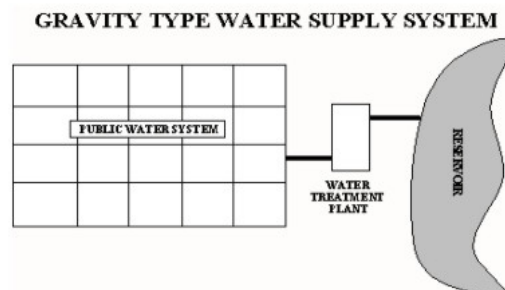 GRAVITY TYPE WATER SUPPLY SYSTEM
PUBLIC WATER SYSTEM
WATER
TREATMENT
PLANT
RESERVOIR